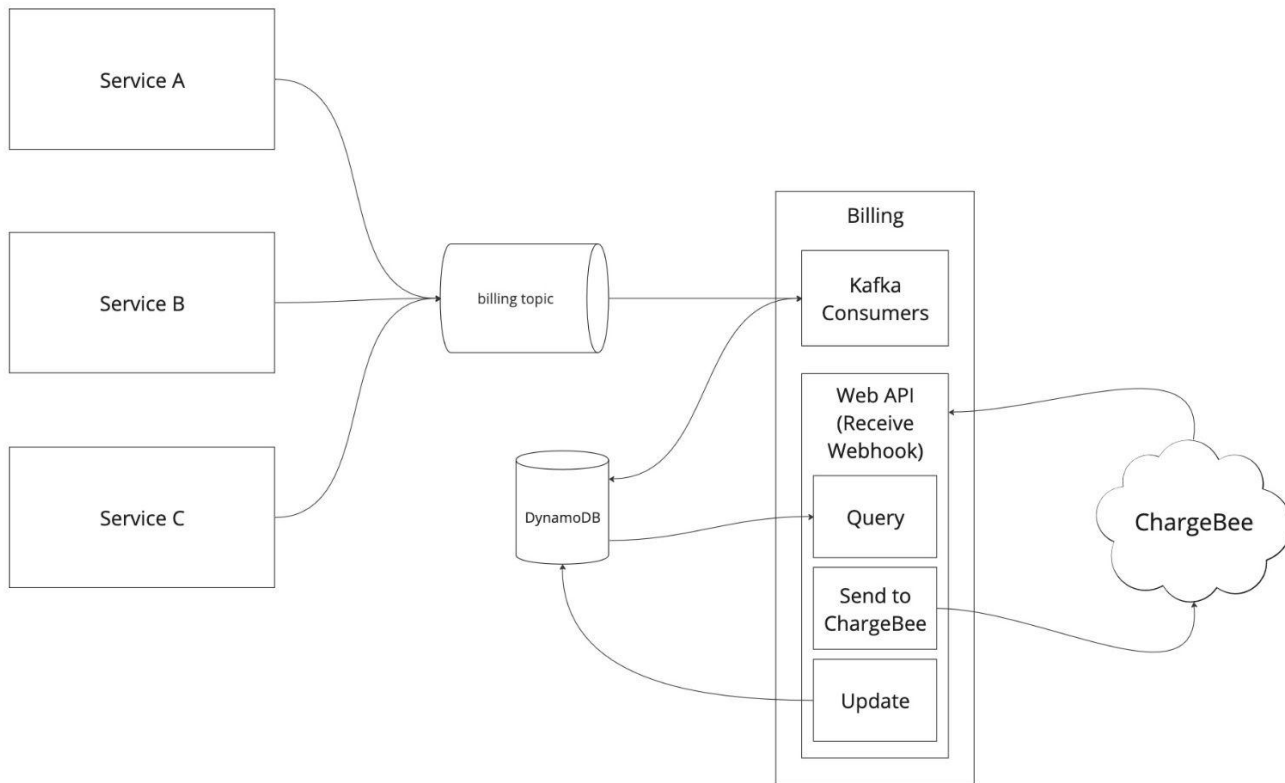 Service A
Service B
Service C
billing topic
DynamoDB
Billing
Kafka
Consumers
Web API
(Receive
Webhook)
Query
Send to
ChargeBee
Update
ChargeBee